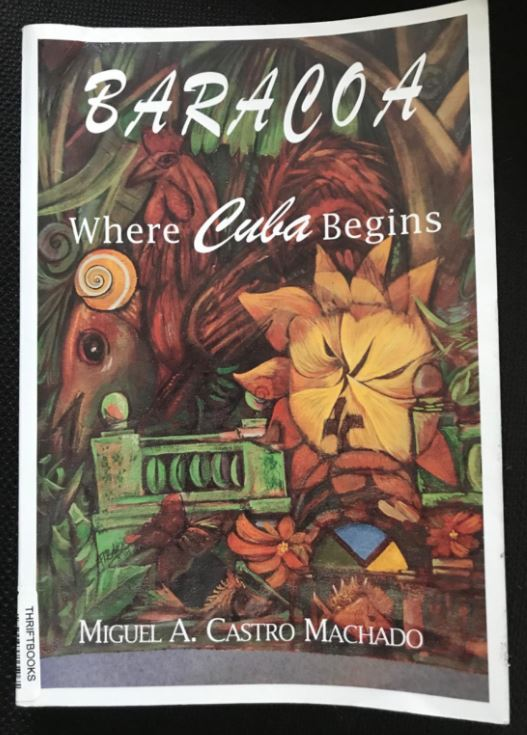 BARACOA
Where Cuba Begins
MIGUEL A. CASTRO MACHADO
THRIFTBOOKS